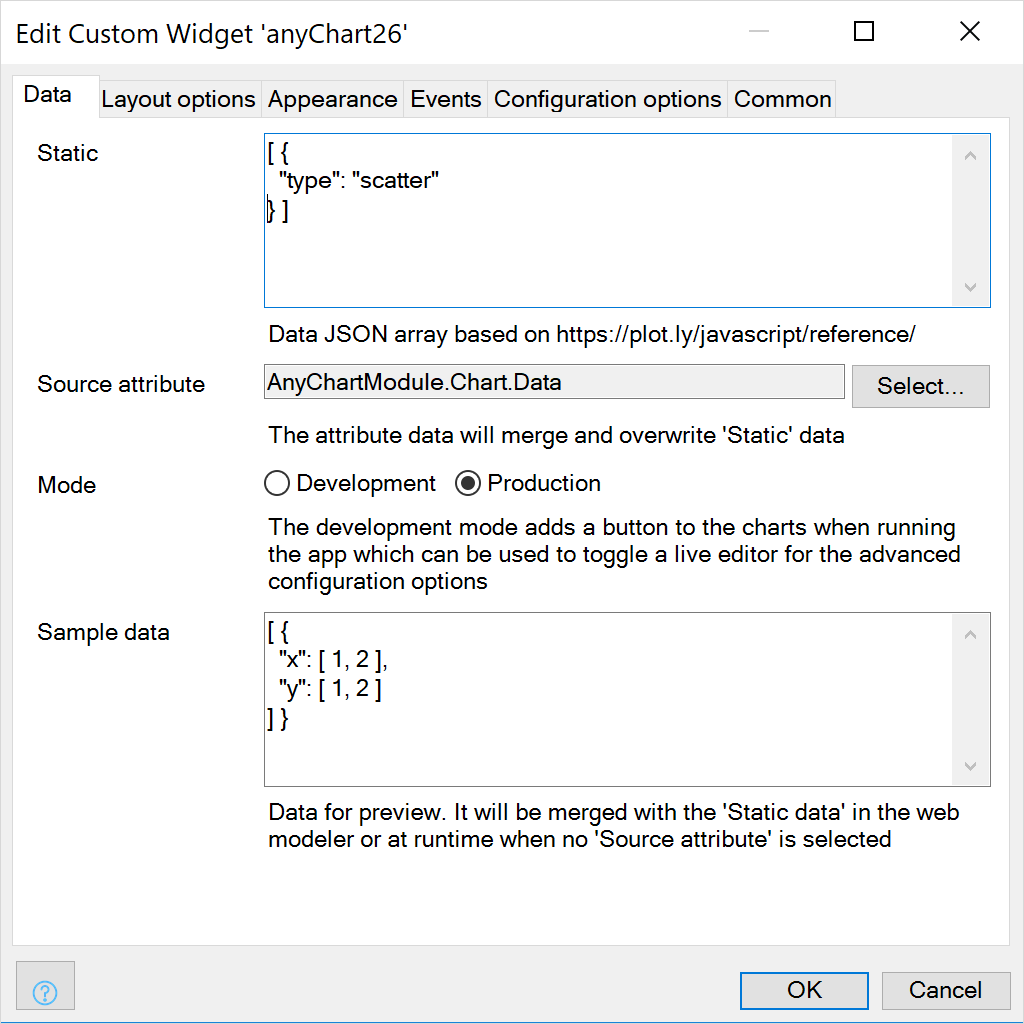 Edit Custom Widget 'anyChart26'
Data Layout options Appearance Events Configuration options Common
Static
[ {
"type": "scatter"
} ]
Data JSON array based on https://plot.ly/javascript/reference/
Source attribute AnyChartModule.Chart.Data Select...
The attribute data will merge and overwrite 'Static' data
Mode Development Production
The development mode adds a button to the charts when running
the app which can be used to toggle a live editor for the advanced
configuration options
Sample data
[ {
"x": [ 1, 2 ],
"y": [ 1, 2 ]
] }
Data for preview. It will be merged with the 'Static data' in the web
modeler or at runtime when no 'Source attribute' is selected
? OK Cancel